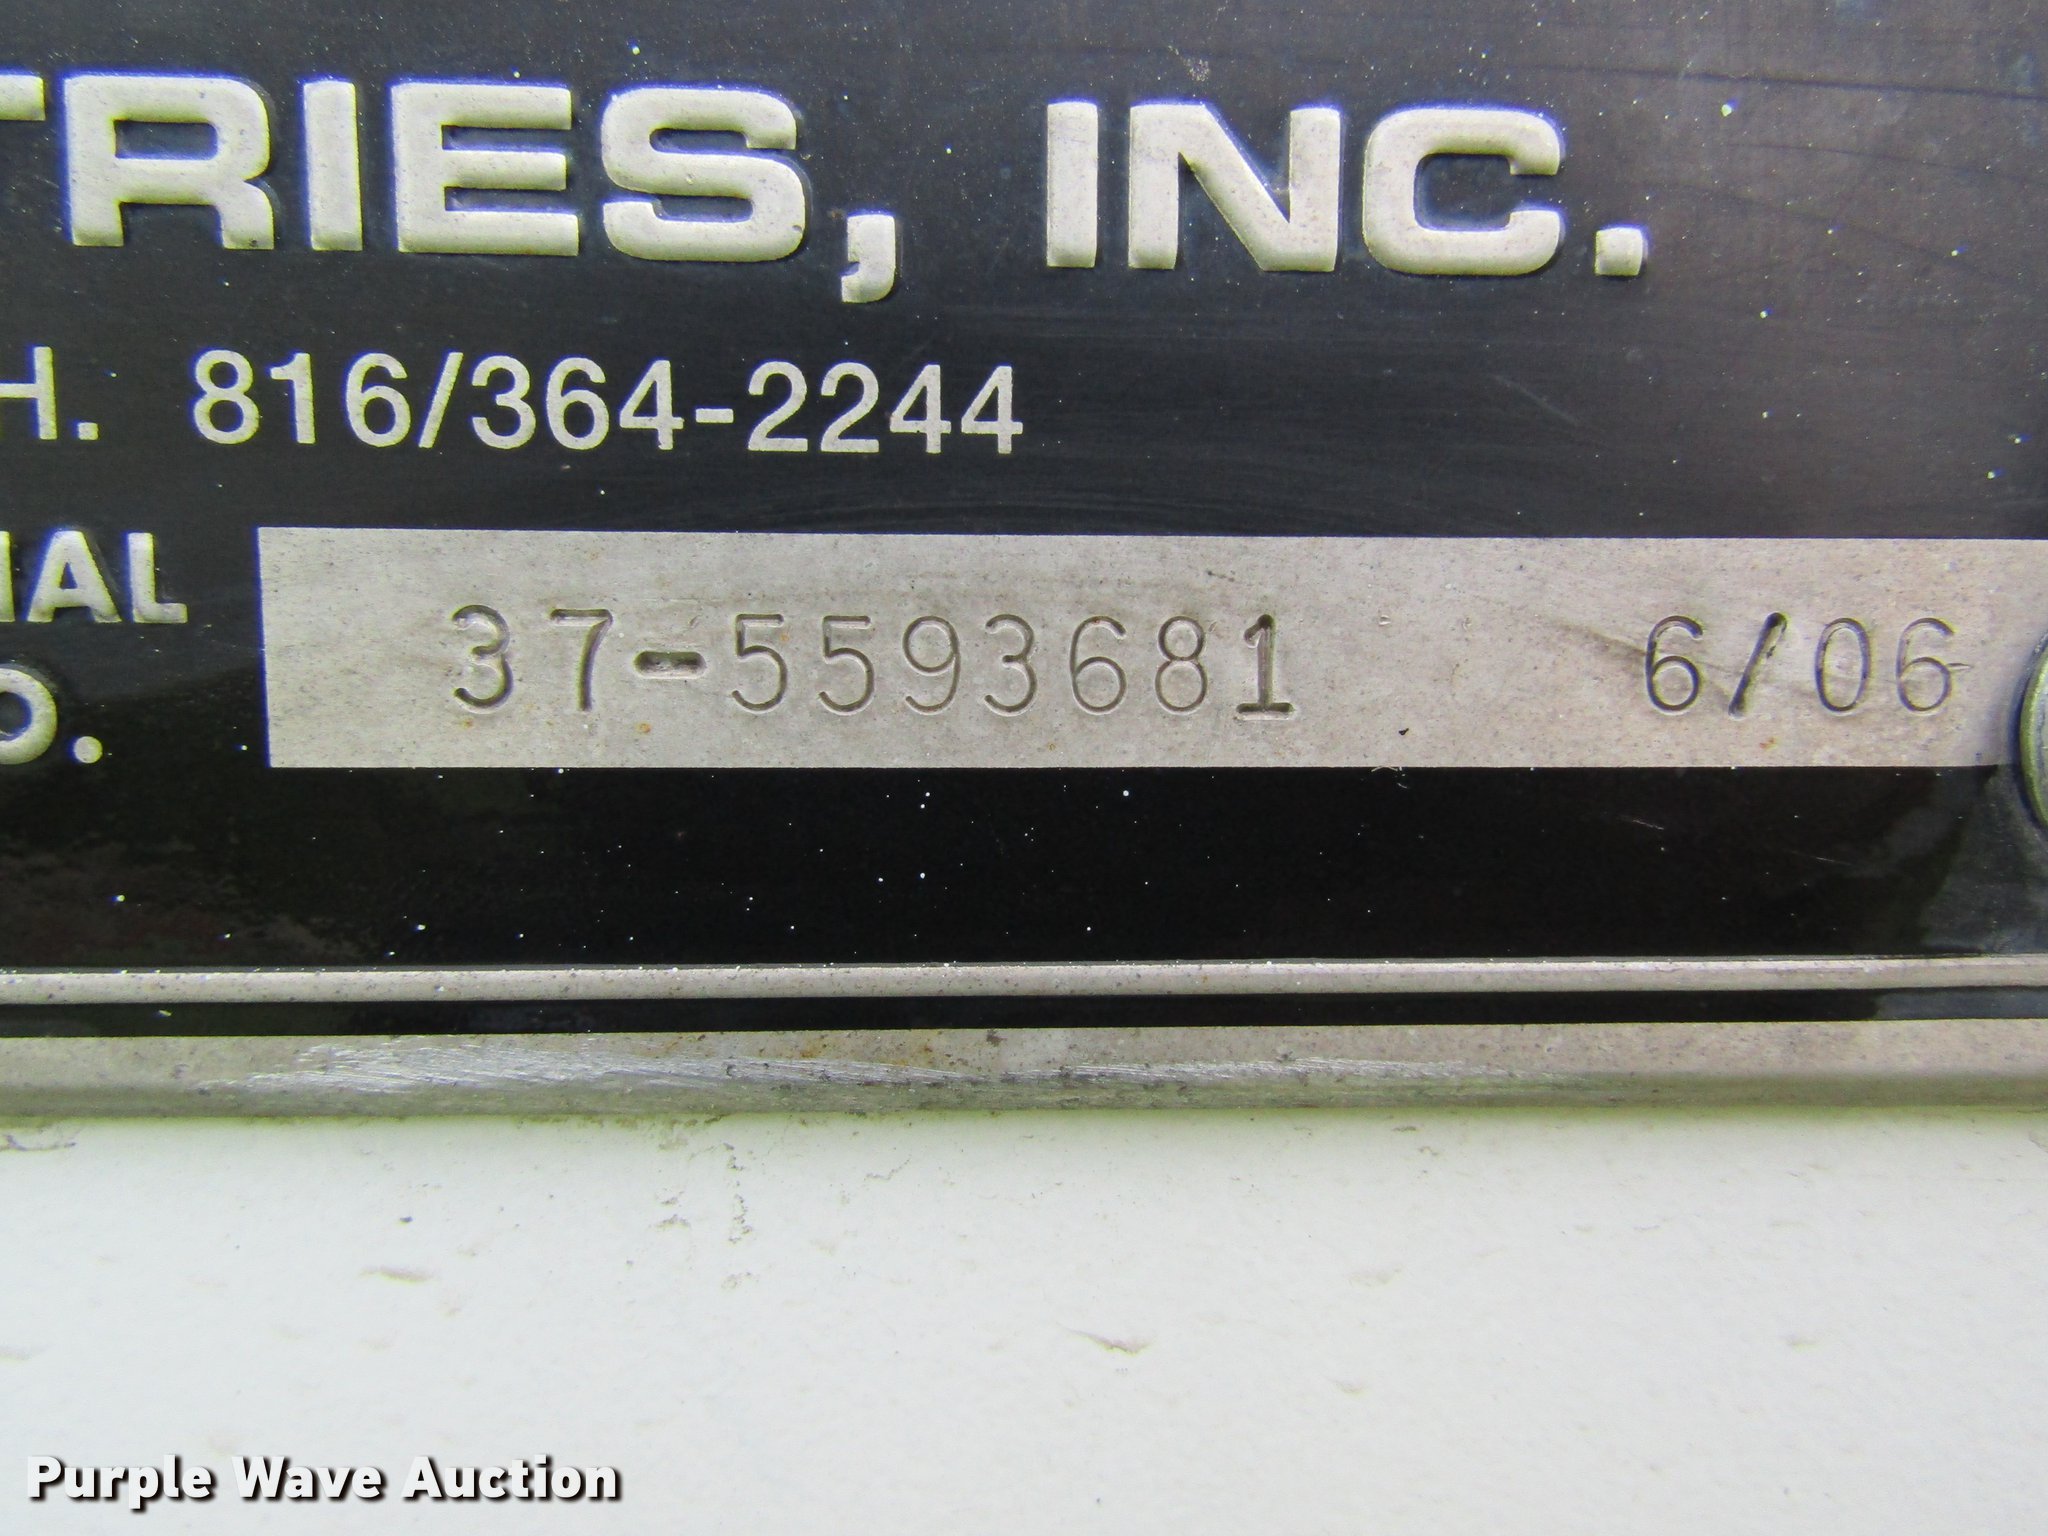 TRIES, INC.
H. 816/364-2244
IAL
O.
37-5593681 6/06
Purple Wave Auction